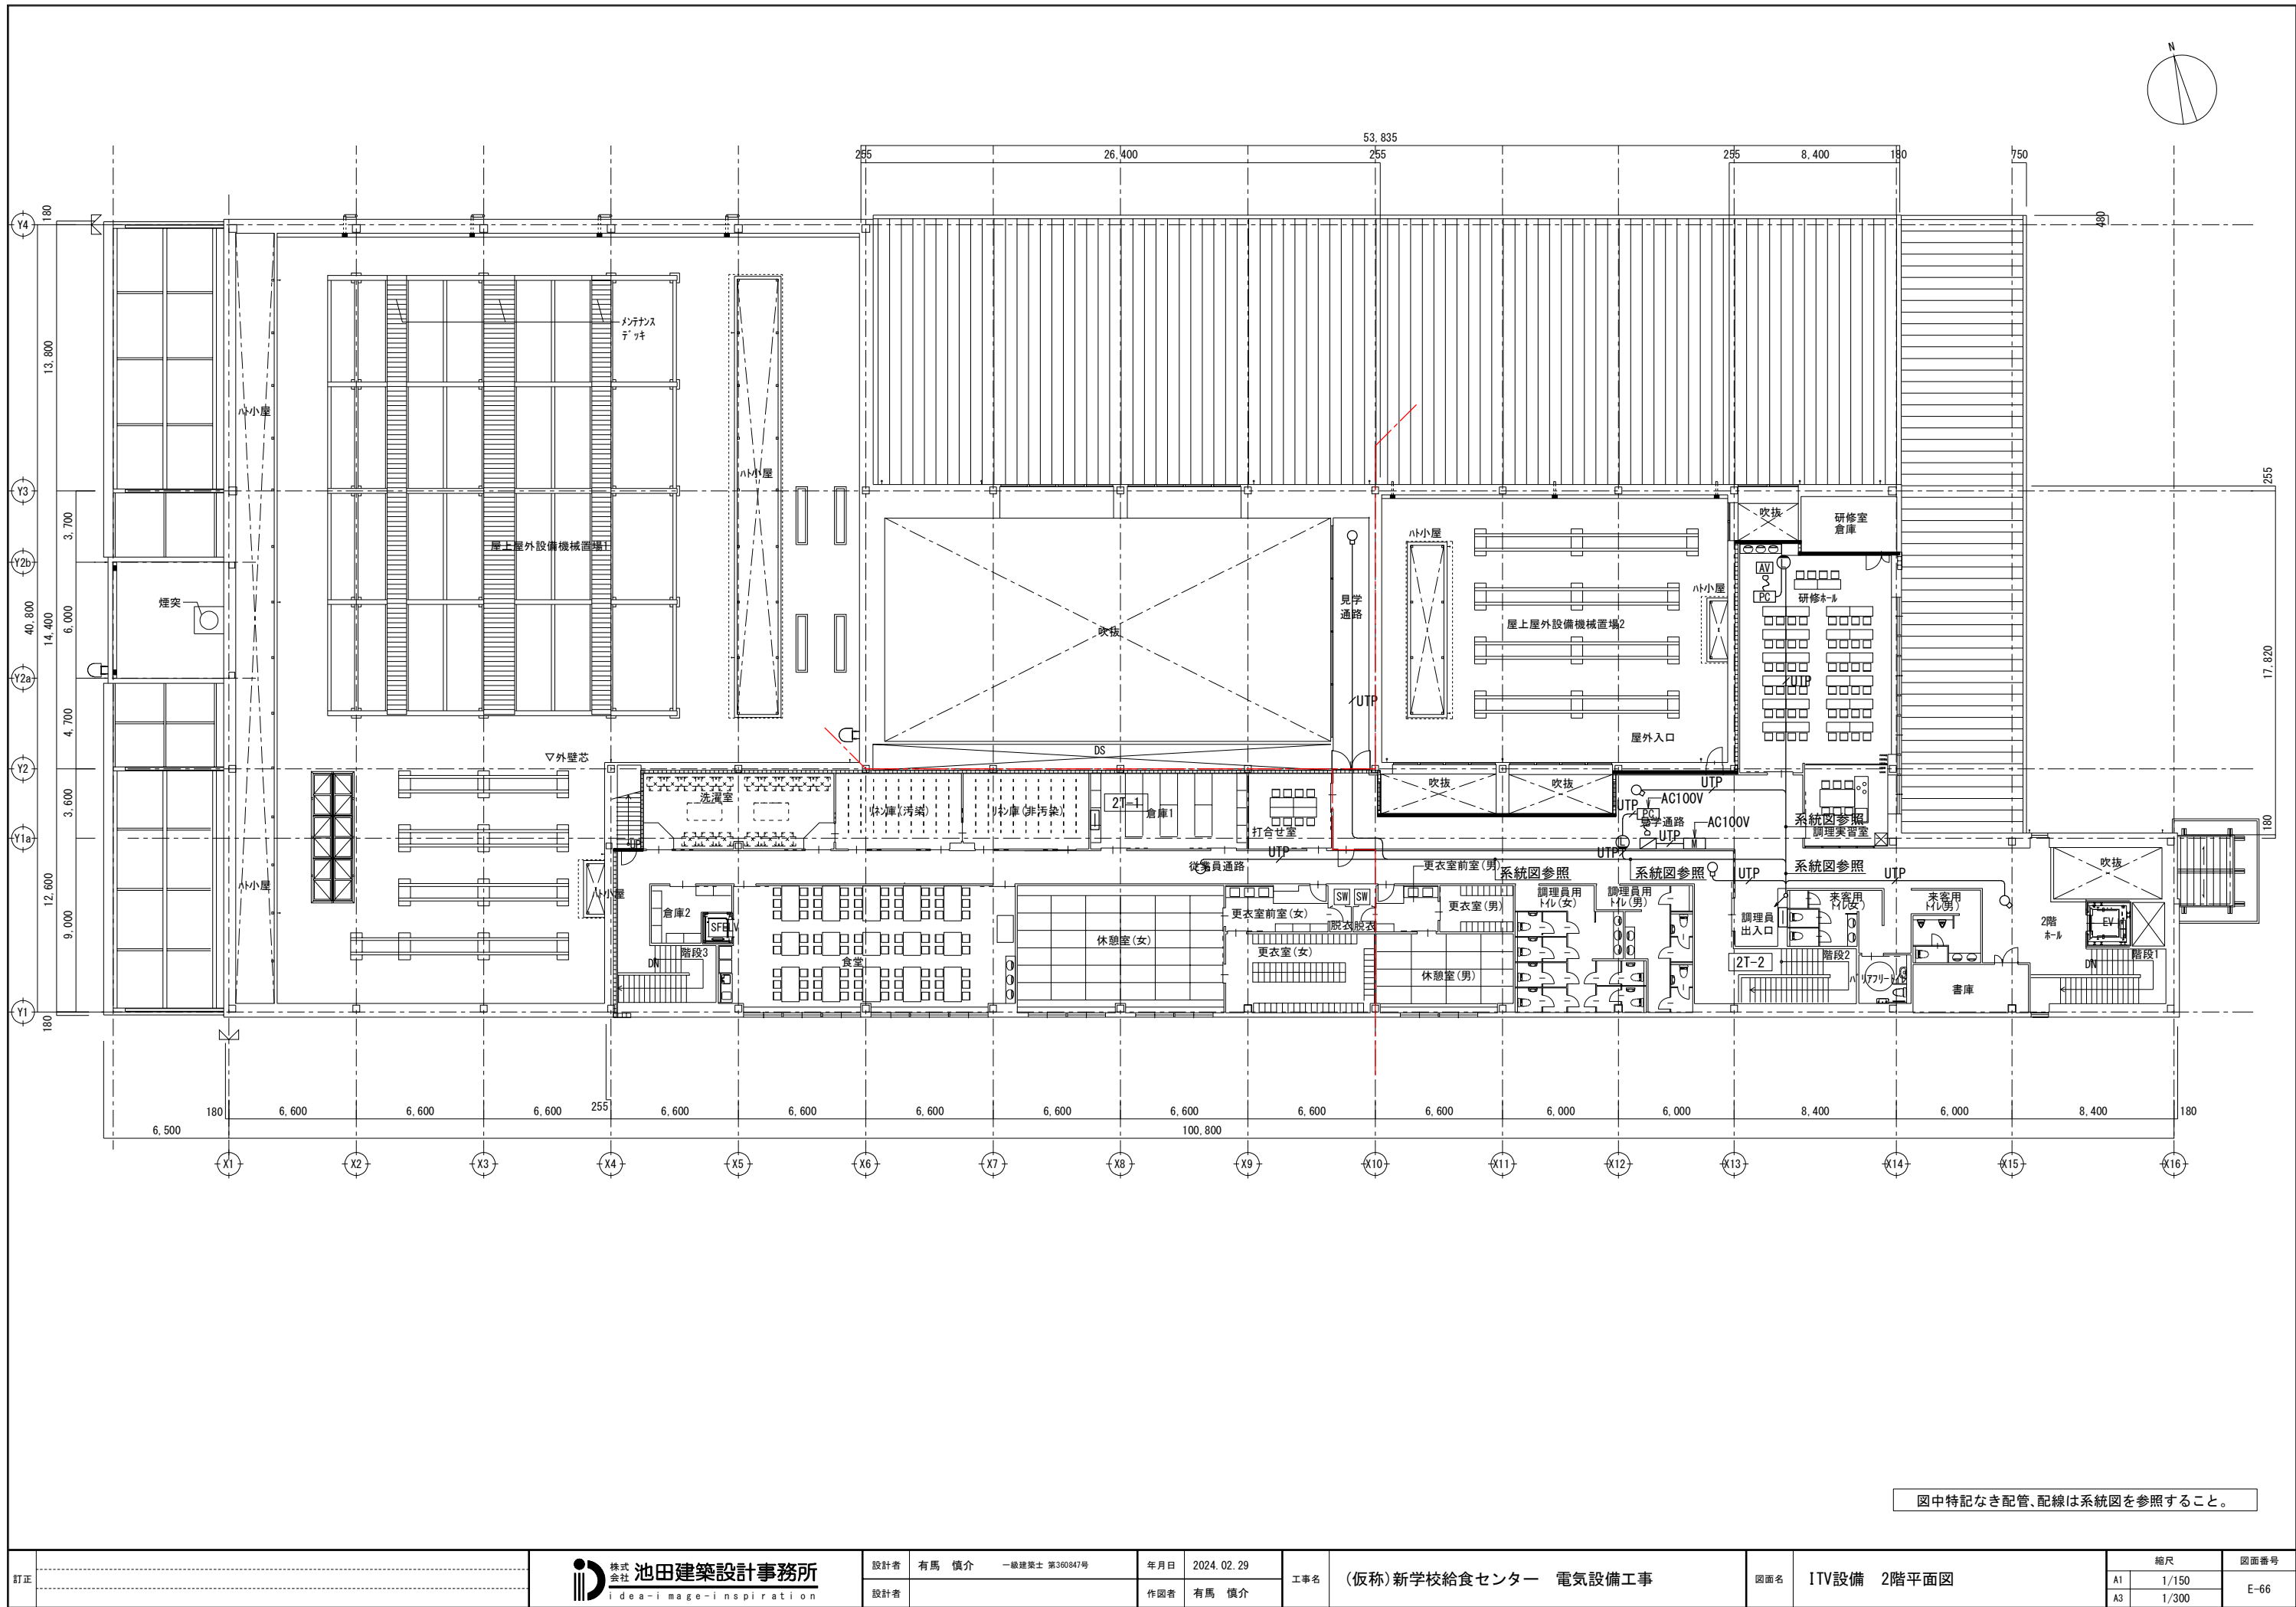 N
53,835
255
26,400
255
255
8,400
180
750
Y4
180
480
13,800
メンテナンス
デッキ
ハト小屋
ハト小屋
Y3
255
3,700
吹抜
研修室
倉庫
ハト小屋
屋上屋外設備機械置場1
Y2b
AV
PC
研修ホール
ハト小屋
煙突
見学
通路
40,800
14,400
6,000
吹抜
屋上屋外設備機械置場2
17,820
Y2a
UTP
UTP
4,700
屋外入口
DS
▽外壁芯
Y2
吹抜
吹抜
UTP
洗濯室
リネン庫(汚染)
リネン庫(非汚染)
2T-1
倉庫1
UTP
AC100V
PC
3,600
打合せ室
見学通路
AC100V
系統図参照
調理実習室
180
Y1a
UTP
M
UTP
UTP
従業員通路
更衣室前室(男)
系統図参照
系統図参照
系統図参照
UTP
UTP
吹抜
ハト小屋
ハト小屋
12,600
9,000
倉庫2
SFELV
更衣室前室(女)
SW
SW
更衣室(男)
調理員用
トイレ(女)
調理員用
トイレ(男)
調理員
出入口
来客用
トイレ(女)
来客用
トイレ(男)
2階
ホール
EV
脱衣
脱衣
休憩室(女)
更衣室(女)
階段3
DN
食堂
休憩室(男)
2T-2
階段2
DN
階段1
書庫
Y1
180
180
6,600
6,600
6,600
255
6,600
6,600
6,600
6,600
6,600
6,600
6,600
6,000
6,000
8,400
6,000
8,400
180
6,500
100,800
X1
X2
X3
X4
X5
X6
X7
X8
X9
X10
X11
X12
X13
X14
X15
X16
図中特記なき配管、配線は系統図を参照すること。
訂正
株式
会社
池田建築設計事務所
idea-image-inspiration
設計者
有馬 慎介
一級建築士 第360847号
設計者
年月日
2024.02.29
作図者
有馬 慎介
工事名
(仮称)新学校給食センター 電気設備工事
図面名
ITV設備 2階平面図
縮尺
A1
1/150
A3
1/300
図面番号
E-66